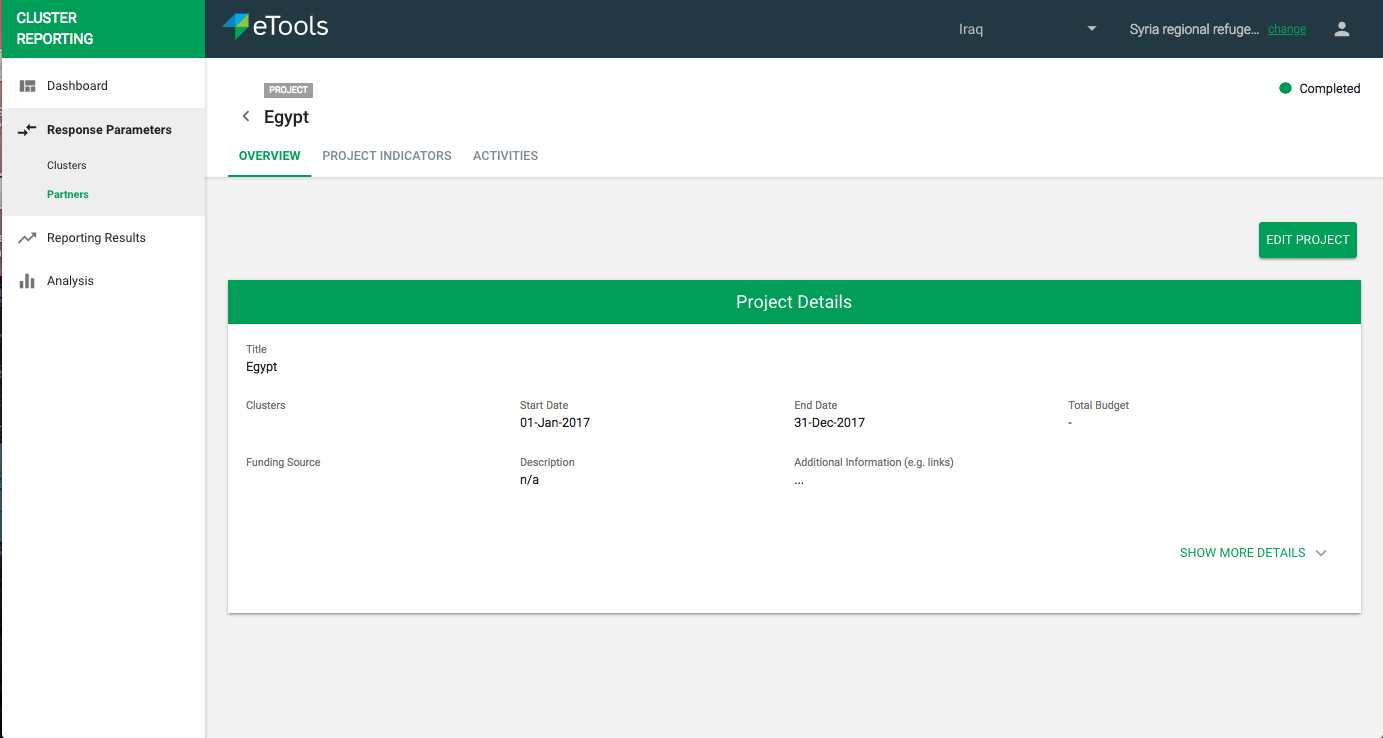 CLUSTER
REPORTING
eTools
Iraq
Syria regional refuge... change
Dashboard
Response Parameters
Clusters
Partners
Reporting Results
Analysis
PROJECT
Egypt
Completed
OVERVIEW PROJECT INDICATORS ACTIVITIES
EDIT PROJECT
Project Details
Title
Egypt
Clusters Start Date End Date Total Budget
01-Jan-2017 31-Dec-2017 -
Funding Source Description Additional Information (e.g. links)
n/a ...
SHOW MORE DETAILS